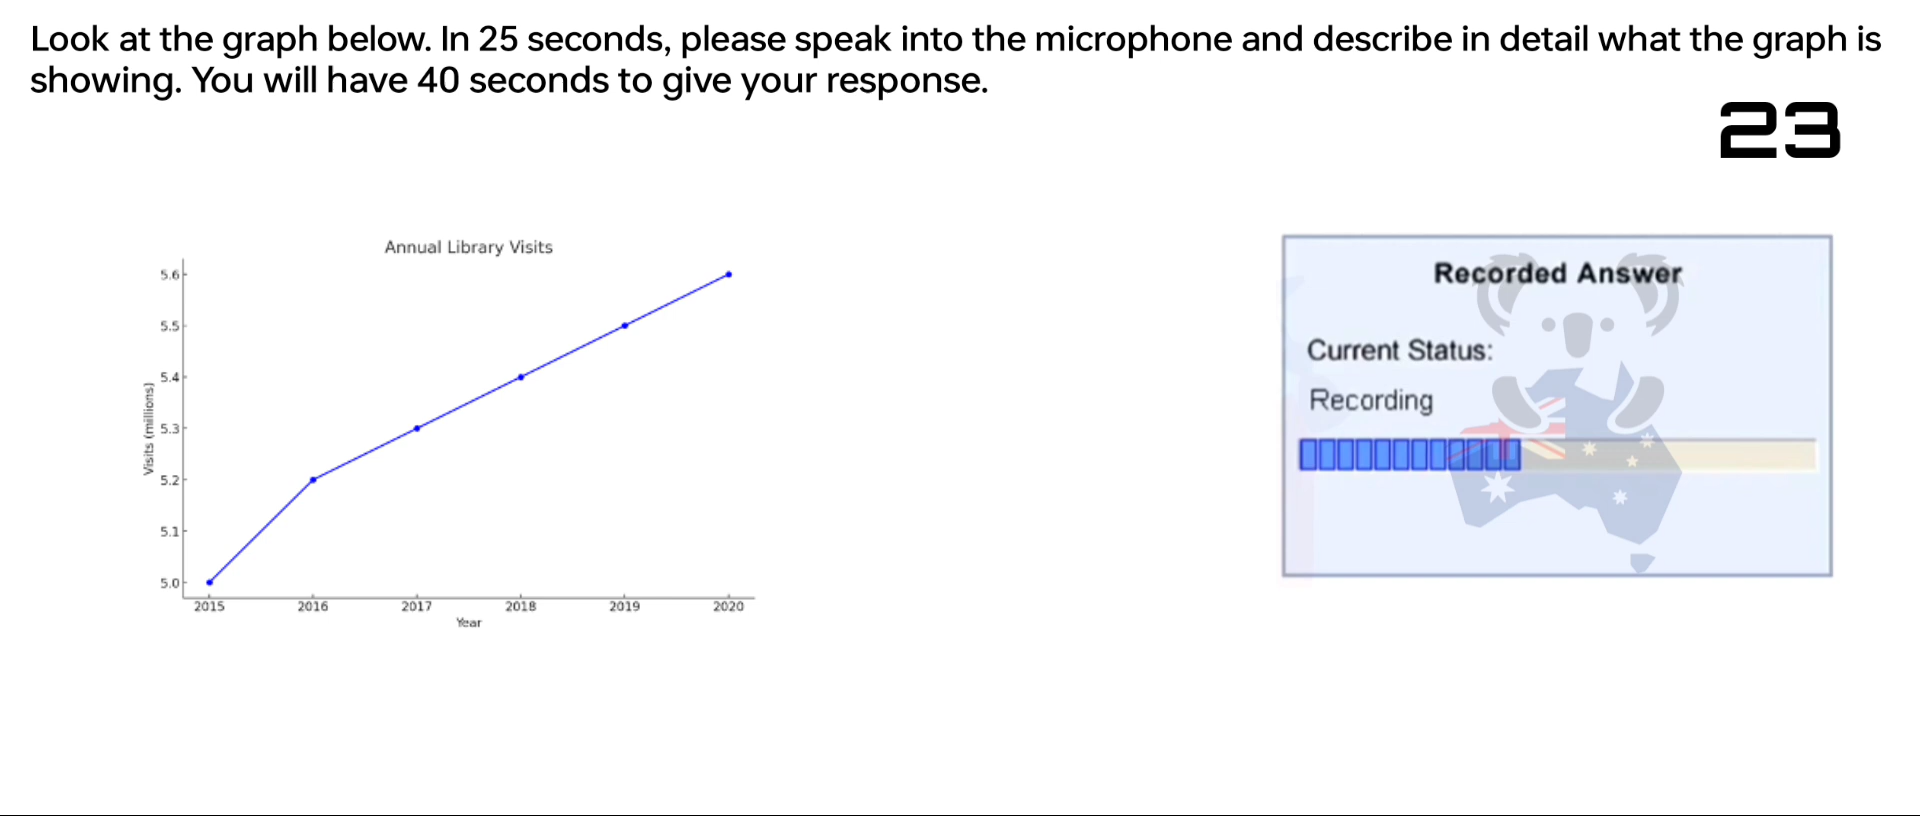 Look at the graph below. In 25 seconds, please speak into the microphone and describe in detail what the graph is
showing. You will have 40 seconds to give your response.
23
Annual Library Visits
5.6
5.5
5.4
5.3
5.2
5.1
5.0
Visits (millions)
2015 2016 2017 2018 2019 2020
Year
Recorded Answer
Current Status:
Recording